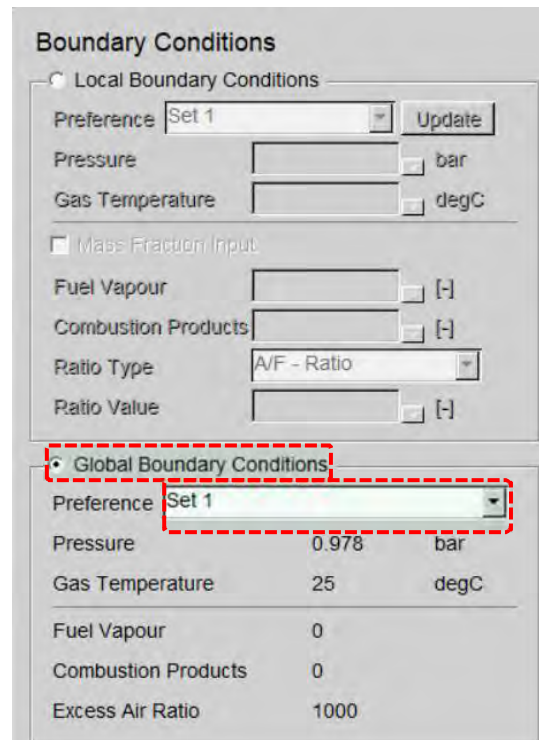 Boundary Conditions
Local Boundary Conditions
Preference Set 1 Update
Pressure bar
Gas Temperature degC
Mass Fraction Input
Fuel Vapour [-]
Combustion Products [-]
Ratio Type A/F - Ratio
Ratio Value [-]
Global Boundary Conditions
Preference Set 1
Pressure 0.978 bar
Gas Temperature 25 degC
Fuel Vapour 0
Combustion Products 0
Excess Air Ratio 1000